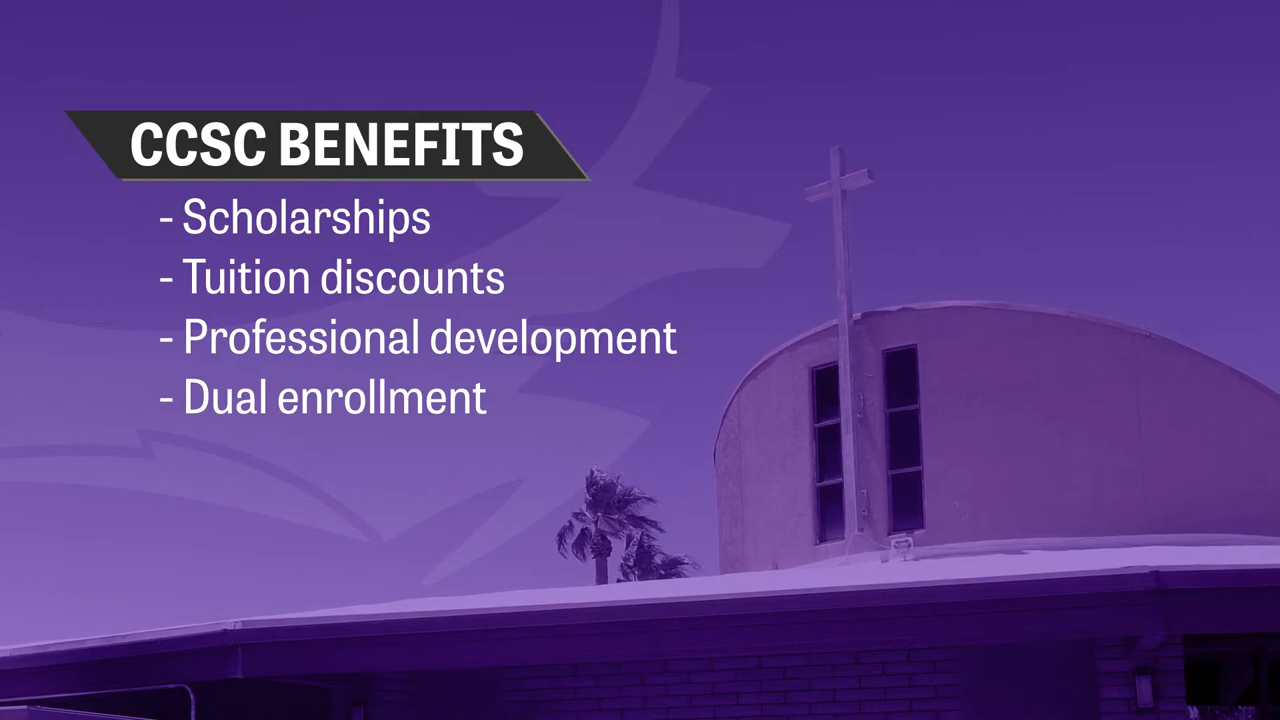 CCSC BENEFITS
- Scholarships
- Tuition discounts
- Professional development
- Dual enrollment